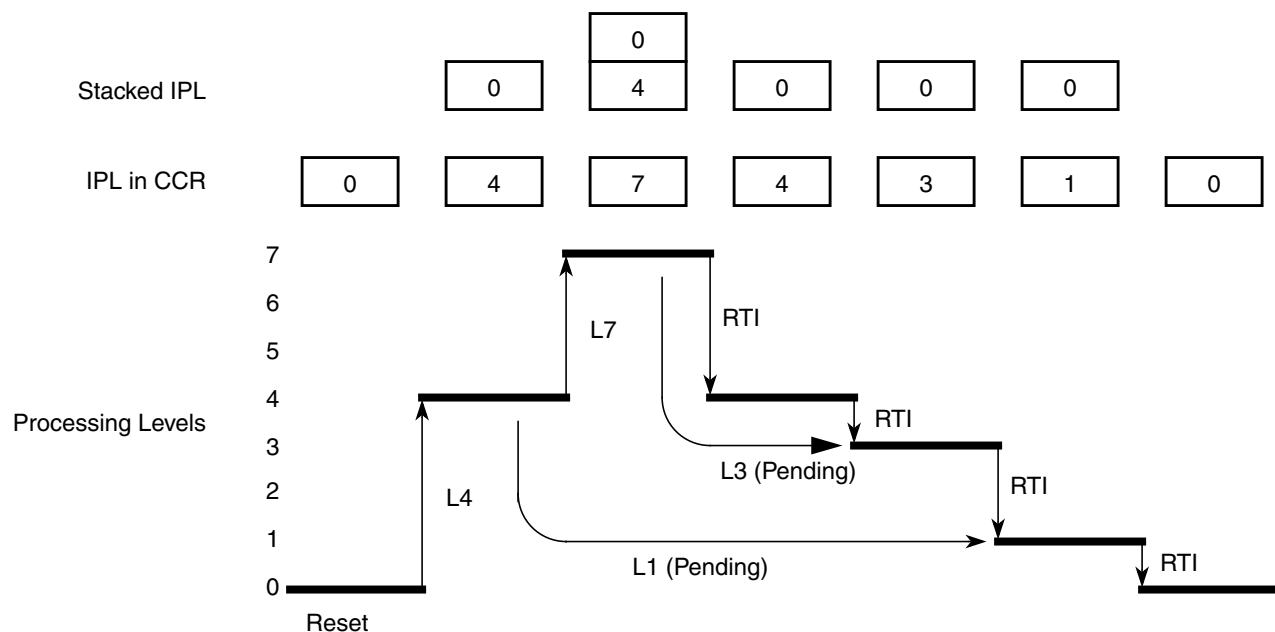 0
Stacked IPL 0 4 0 0 0
IPL in CCR 0 4 7 4 3 1 0
7
6
L7 RTI
5
4
Processing Levels RTI
3
L3 (Pending)
2
L4 RTI
1
L1 (Pending) RTI
0
Reset